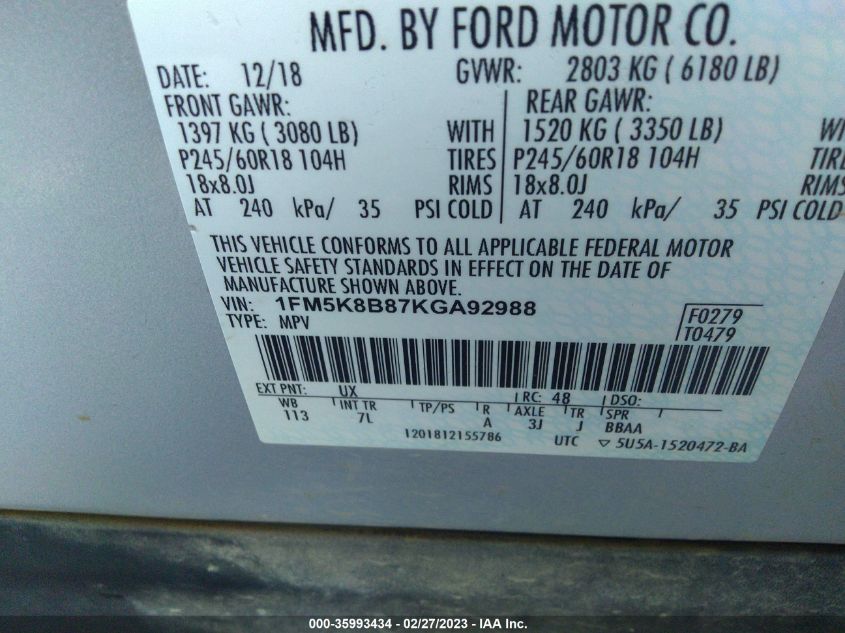 MFD. BY FORD MOTOR CO.
DATE: 12/18 GVWR: 2803 KG ( 6180 LB)
FRONT GAWR: REAR GAWR:
1397 KG ( 3080 LB) WITH 1520 KG ( 3350 LB) WI
P245/60R18 104H TIRES P245/60R18 104H TIRE
18x8.0J RIMS 18x8.0J RIMS
AT 240 kPa/ 35 PSI COLD AT 240 kPa/ 35 PSI COLD
THIS VEHICLE CONFORMS TO ALL APPLICABLE FEDERAL MOTOR
VEHICLE SAFETY STANDARDS IN EFFECT ON THE DATE OF
MANUFACTURE SHOWN ABOVE.
VIN: 1FM5K8B87KGA92988 F0279
TYPE: MPV T0479
EXT PNT: UX RC: 48 DSO:
WB INT TR TP/PS R AXLE TR SPR
113 7L A 3J J BBAA
1201812155786 UTC ▽ 5U5A-1520472-BA
000-35993434 - 02/27/2023 - IAA Inc.